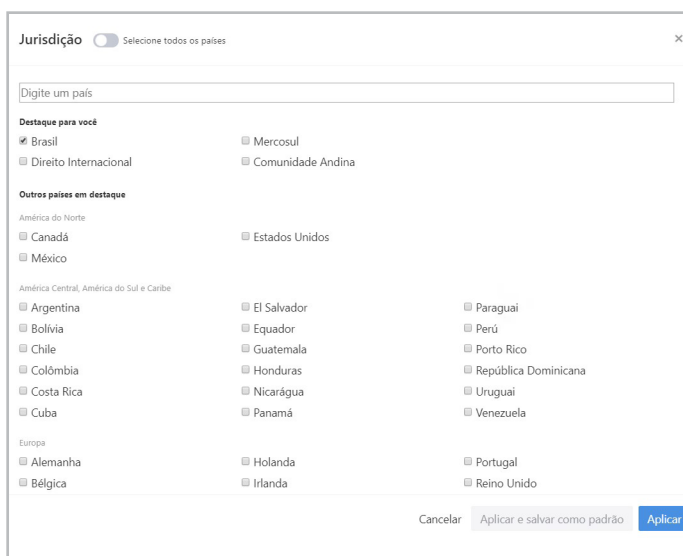 Jurisdição Selecione todos os países ×
Digite um país
Destaque para você
Brasil Mercosul
Direito Internacional Comunidade Andina
Outros países em destaque
América do Norte
Canadá Estados Unidos
México
América Central, América do Sul e Caribe
Argentina El Salvador Paraguai
Bolívia Equador Perú
Chile Guatemala Porto Rico
Colômbia Honduras República Dominicana
Costa Rica Nicarágua Uruguai
Cuba Panamá Venezuela
Europa
Alemanha Holanda Portugal
Bélgica Irlanda Reino Unido
Cancelar Aplicar e salvar como padrão Aplicar